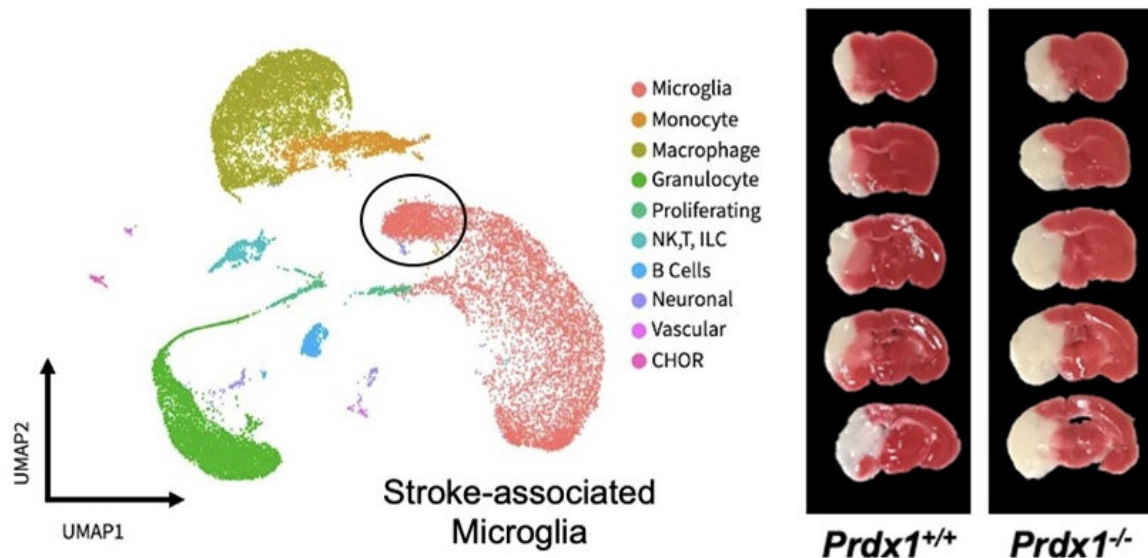 Microglia
Monocyte
Macrophage
Granulocyte
Proliferating
NK,T, ILC
B Cells
Neuronal
Vascular
CHOR
UMAP2
UMAP1
Stroke-associated
Microglia
Prdx1+/+
Prdx1-/-